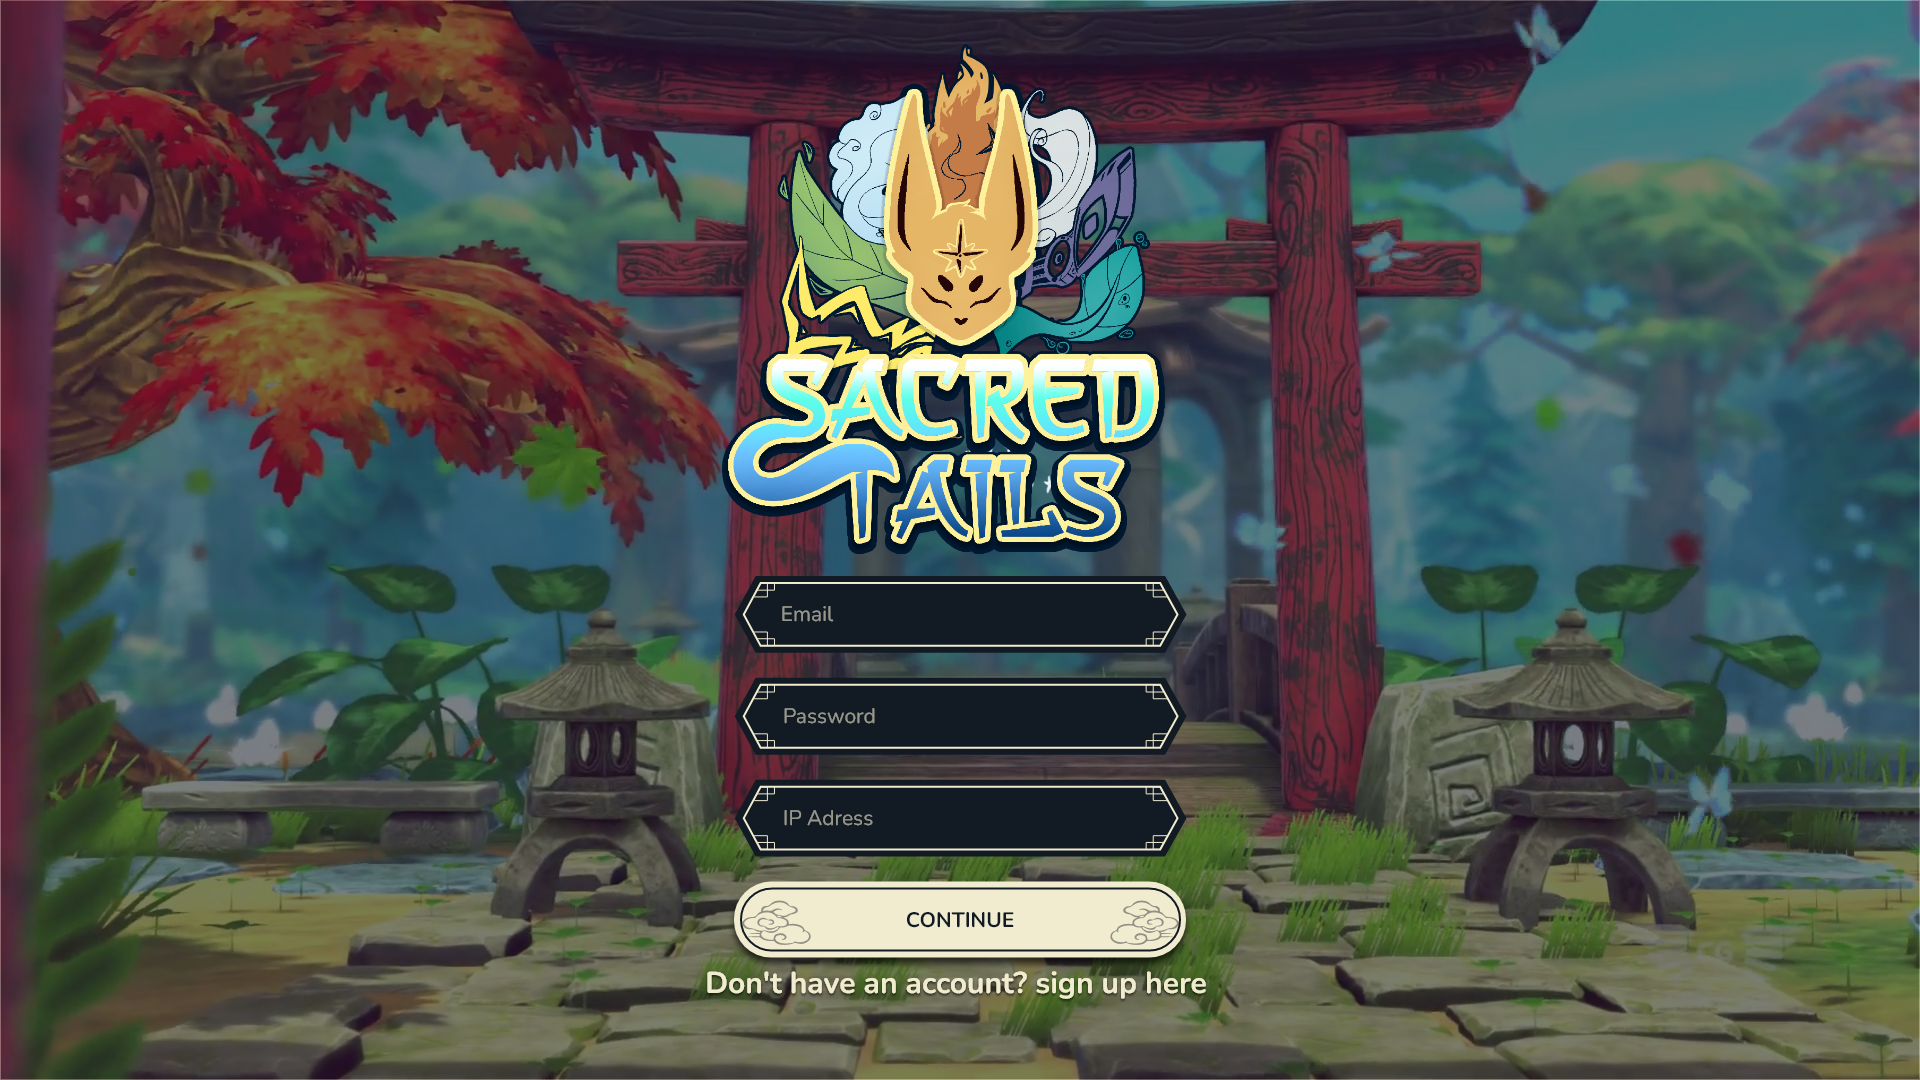 SACRED
TAILS
Email
Password
IP Adress
CONTINUE
Don't have an account? sign up here